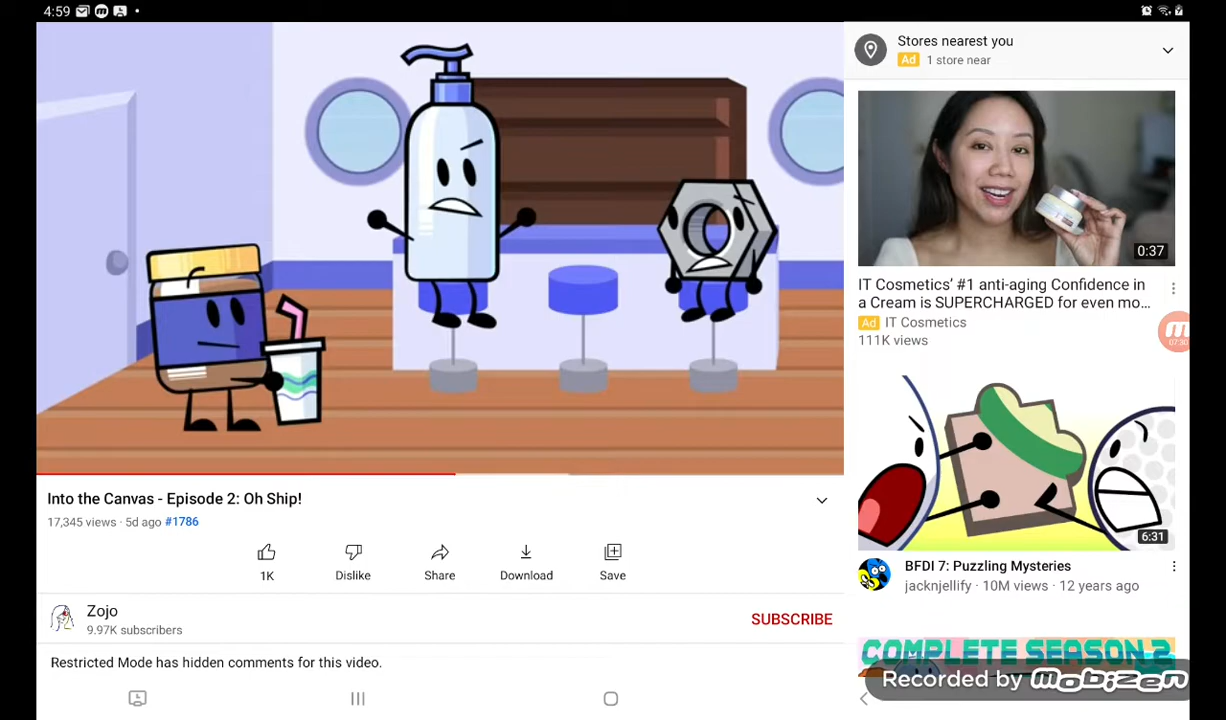 4:59
Into the Canvas - Episode 2: Oh Ship!
17,345 views · 5d ago #1786
1K
Dislike
Share
Download
Save
Zojo
9.97K subscribers
SUBSCRIBE
Restricted Mode has hidden comments for this video.
Stores nearest you
Ad 1 store near
0:37
IT Cosmetics’ #1 anti-aging Confidence in
a Cream is SUPERCHARGED for even mo...
Ad IT Cosmetics
111K views
07:30
6:31
BFDI 7: Puzzling Mysteries
jacknjellify · 10M views · 12 years ago
COMPLETE SEASON 2
Recorded by mobizen